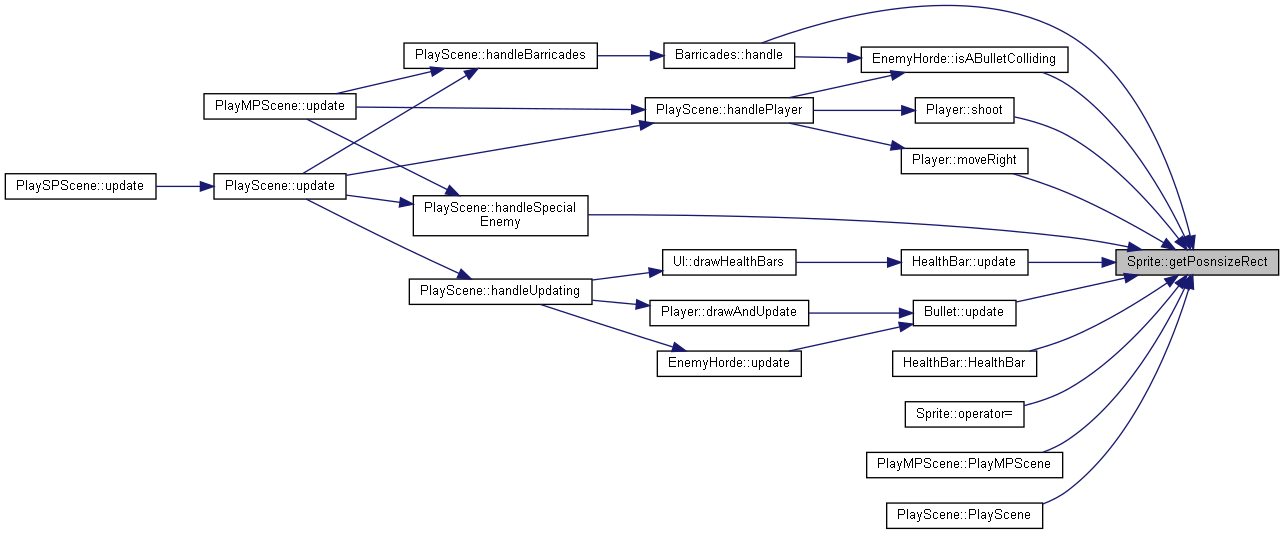 PlayScene::handleBarricades
Barricades::handle
EnemyHorde::isABulletColliding
PlayMPScene::update
PlayScene::handlePlayer
Player::shoot
Player::moveRight
PlaySPScene::update
PlayScene::update
PlayScene::handleSpecial
Enemy
UI::drawHealthBars
HealthBar::update
Sprite::getPosnsizeRect
PlayScene::handleUpdating
Player::drawAndUpdate
Bullet::update
EnemyHorde::update
HealthBar::HealthBar
Sprite::operator=
PlayMPScene::PlayMPScene
PlayScene::PlayScene